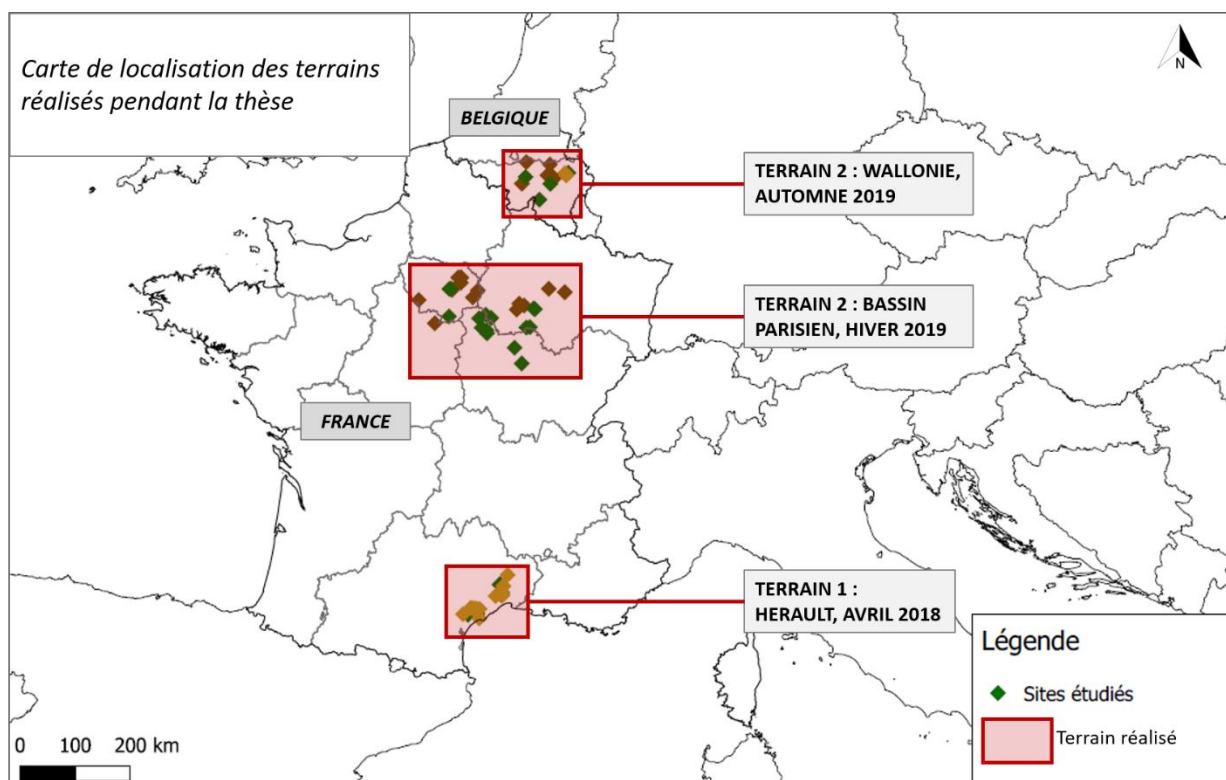 Carte de localisation des terrains
réalisés pendant la thèse
N
BELGIQUE
TERRAIN 2 : WALLONIE,
AUTOMNE 2019
TERRAIN 2 : BASSIN
PARISIEN, HIVER 2019
FRANCE
TERRAIN 1 :
HERAULT, AVRIL 2018
Légende
Sites étudiés
Terrain réalisé
0 100 200 km